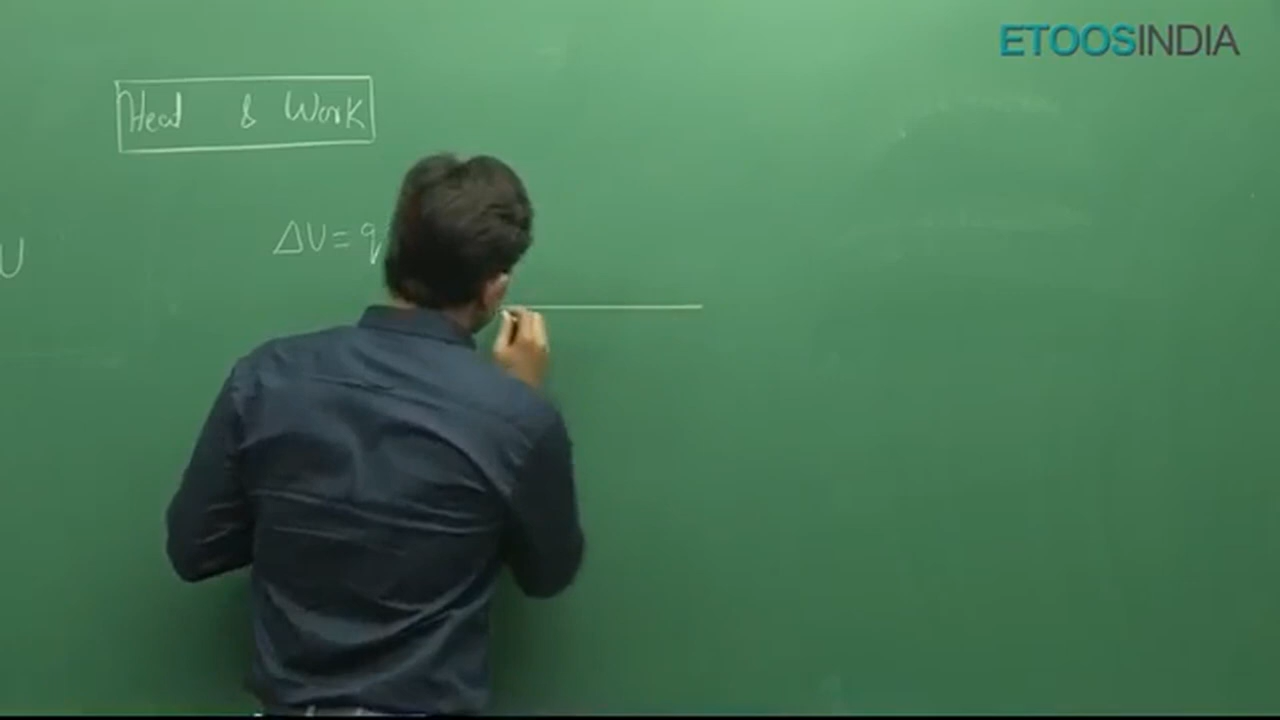 ETOOSINDIA
Heat & Work
U
ΔU = q